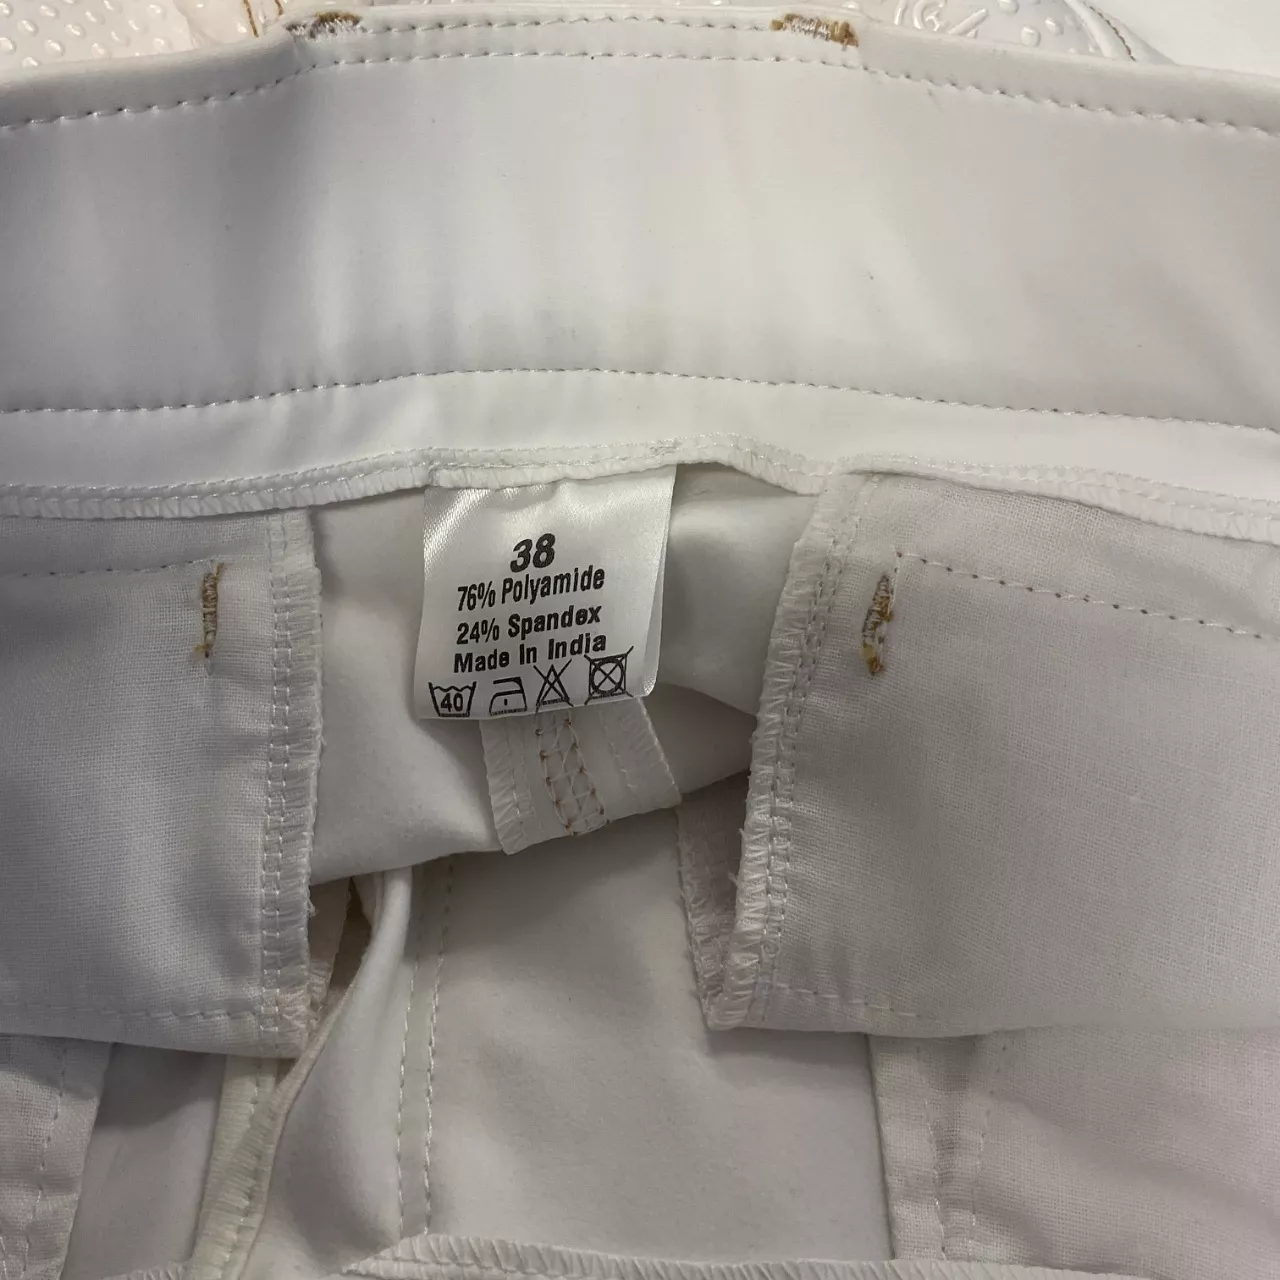 38
76% Polyamide
24% Spandex
Made In India
40